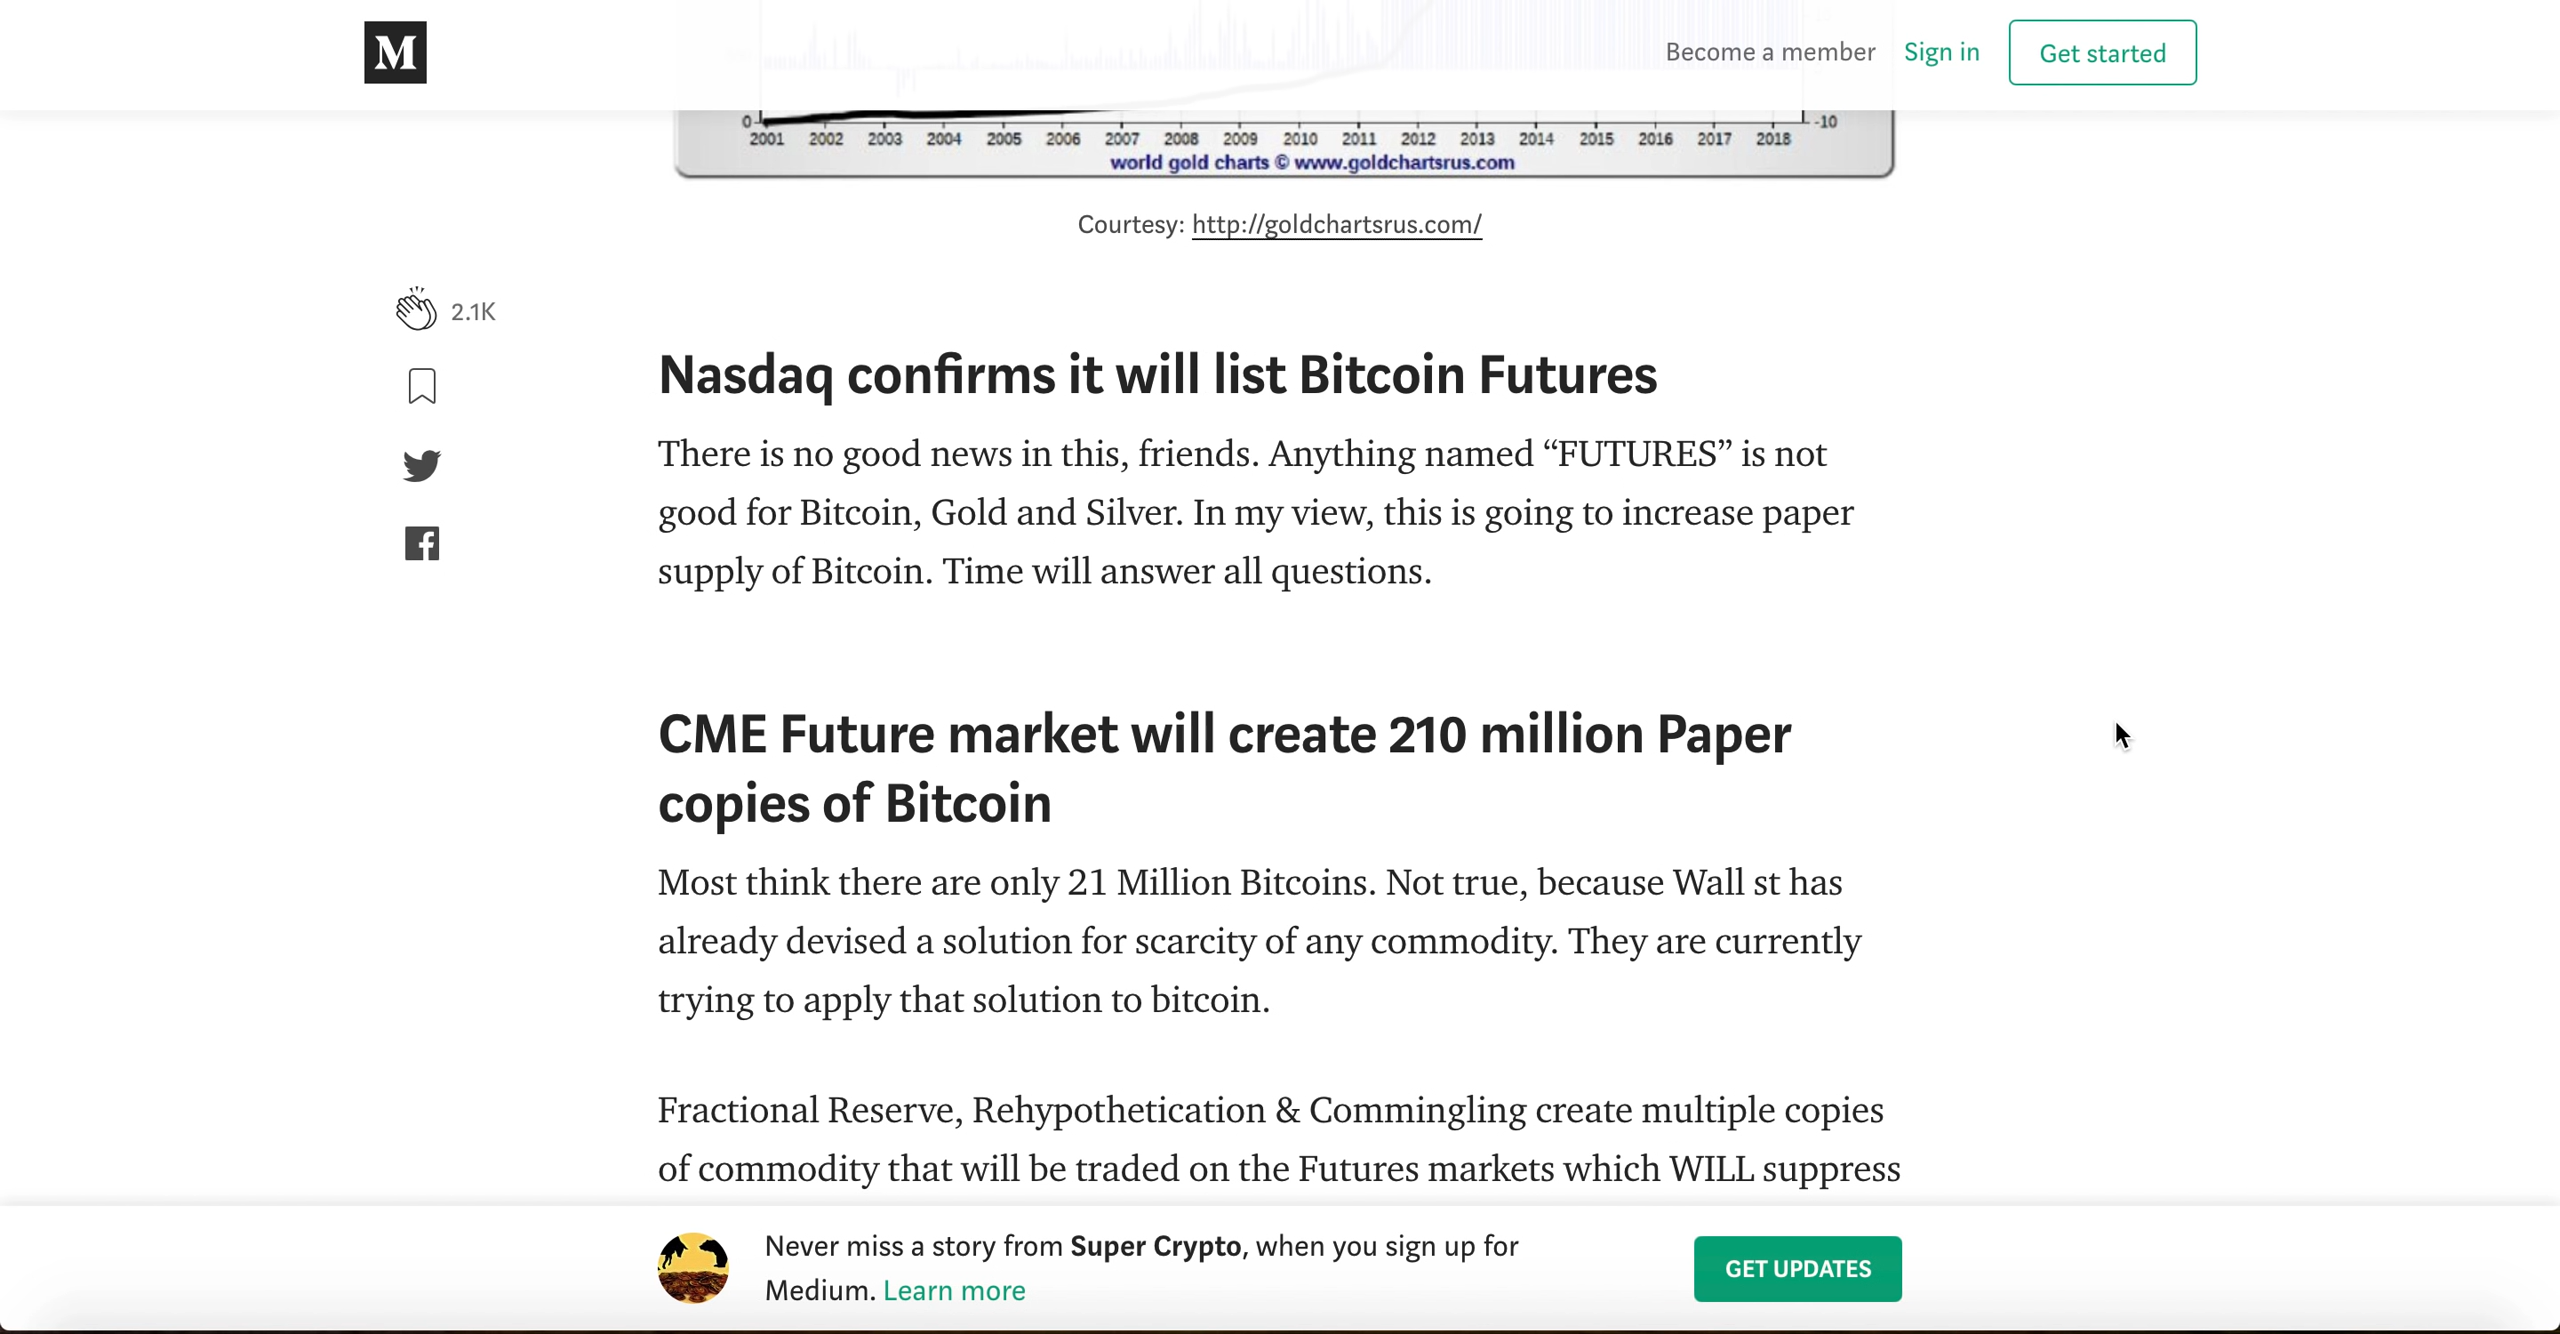 M
Become a member Sign in Get started
0 -10
2001 2002 2003 2004 2005 2006 2007 2008 2009 2010 2011 2012 2013 2014 2015 2016 2017 2018
world gold charts © www.goldchartsrus.com
Courtesy: http://goldchartsrus.com/
2.1K
Nasdaq confirms it will list Bitcoin Futures
There is no good news in this, friends. Anything named “FUTURES” is not
good for Bitcoin, Gold and Silver. In my view, this is going to increase paper
supply of Bitcoin. Time will answer all questions.
CME Future market will create 210 million Paper
copies of Bitcoin
Most think there are only 21 Million Bitcoins. Not true, because Wall st has
already devised a solution for scarcity of any commodity. They are currently
trying to apply that solution to bitcoin.
Fractional Reserve, Rehypothetication & Commingling create multiple copies
of commodity that will be traded on the Futures markets which WILL suppress
Never miss a story from Super Crypto, when you sign up for
Medium. Learn more
GET UPDATES